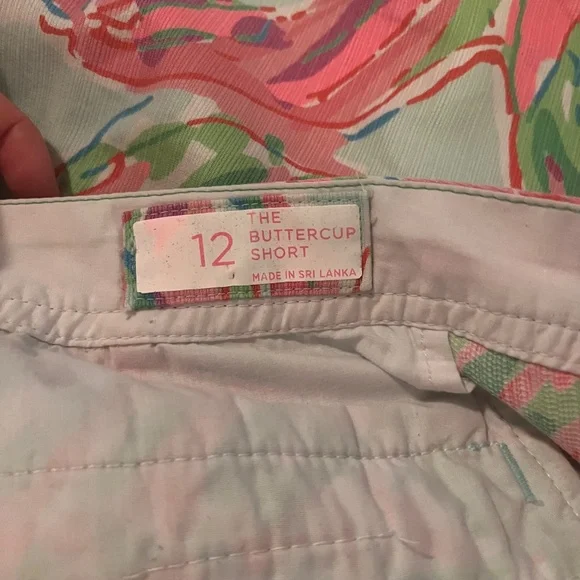 12
THE
BUTTERCUP
SHORT
MADE IN SRI LANKA